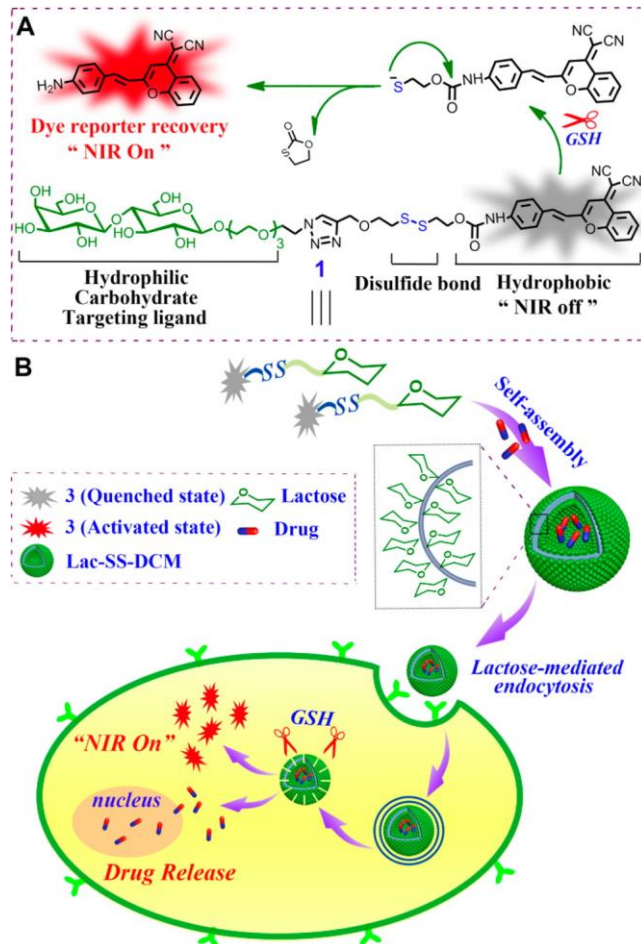 A
NC CN
H₂N
O
Dye reporter recovery
“ NIR On ”
O
S O
S⁻
O NH
O
NC CN
O
GSH
NC CN
OH OH
HO O
OH
O
OH
HO O
OH
O
O
3
N
N=N
O
S-S
O NH
O
O
1
Hydrophilic
Carbohydrate
Targeting ligand
Disulfide bond
Hydrophobic
“ NIR off ”
B
SS
SS
Self-assembly
3 (Quenched state)
Lactose
3 (Activated state)
Drug
Lac-SS-DCM
Lactose-mediated
endocytosis
GSH
“NIR On”
nucleus
Drug Release